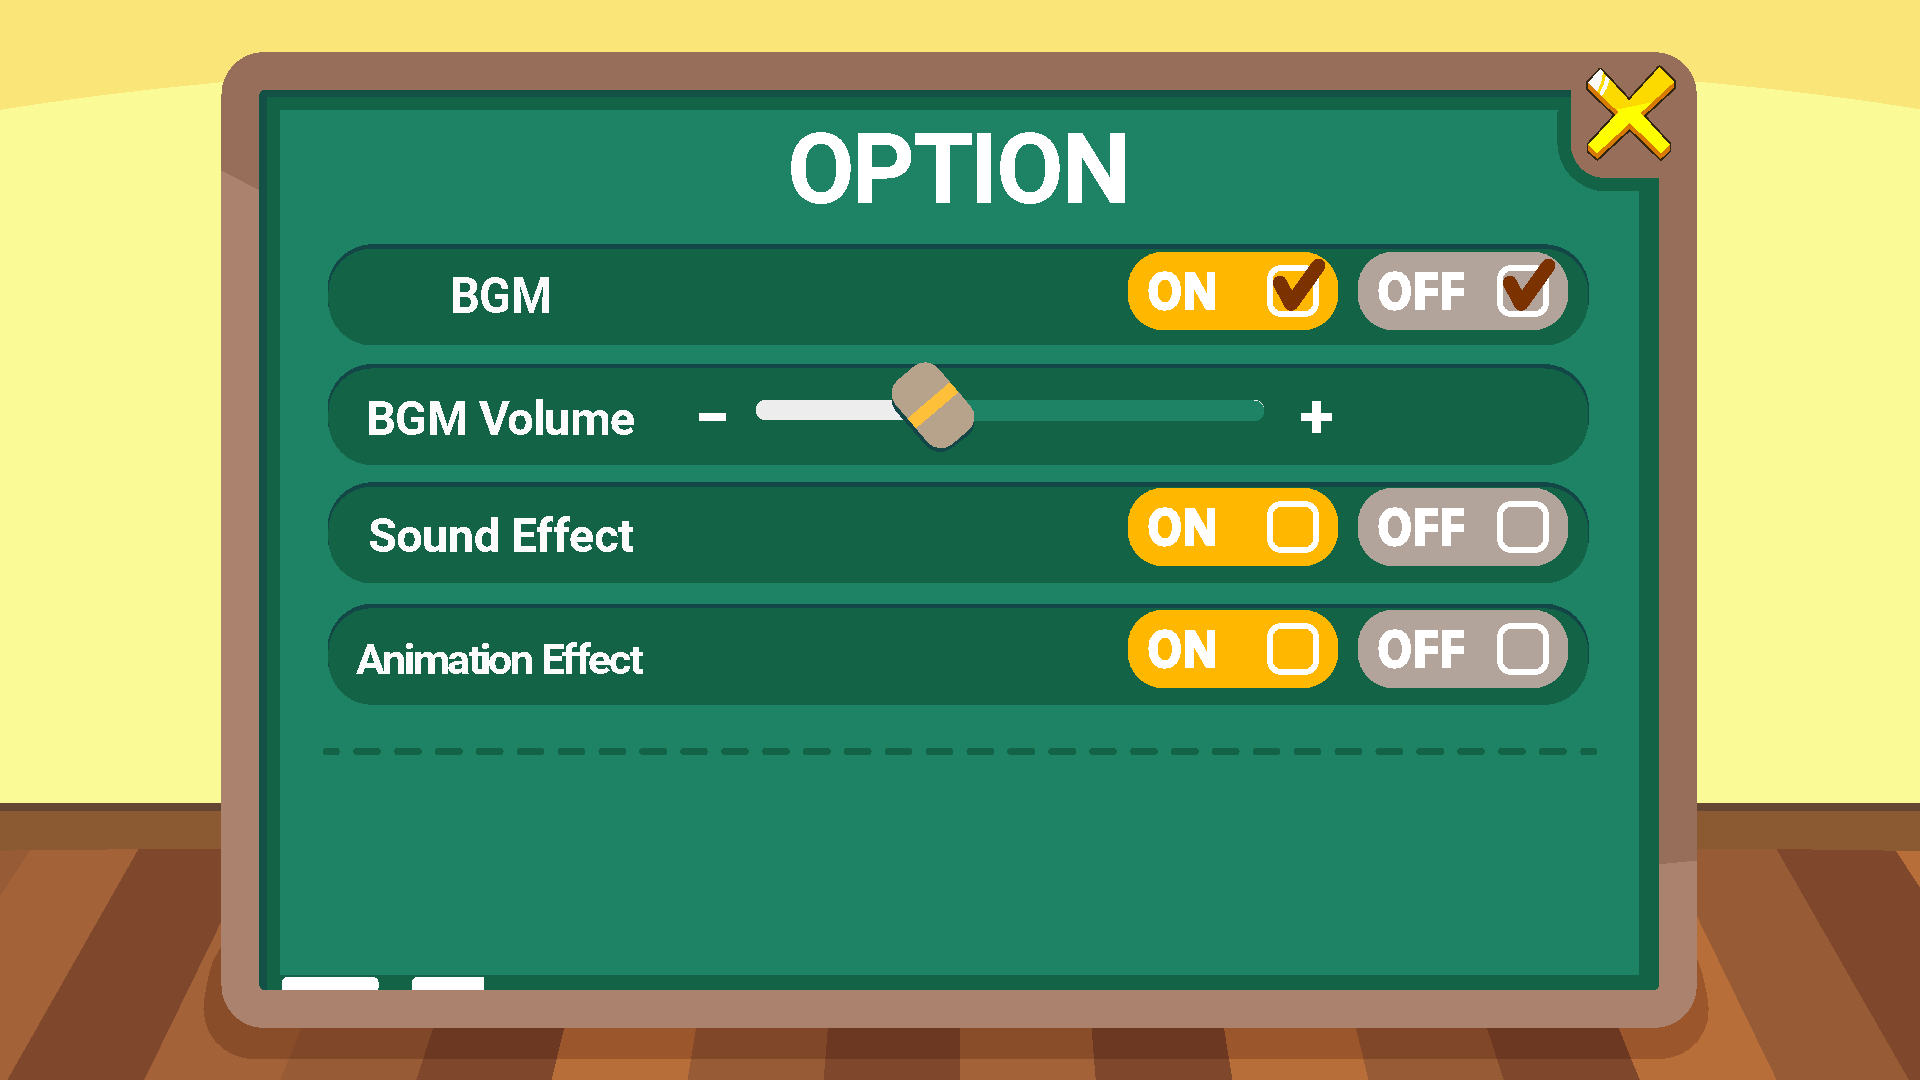 OPTION
BGM ON OFF
BGM Volume - +
Sound Effect ON OFF
Animation Effect ON OFF